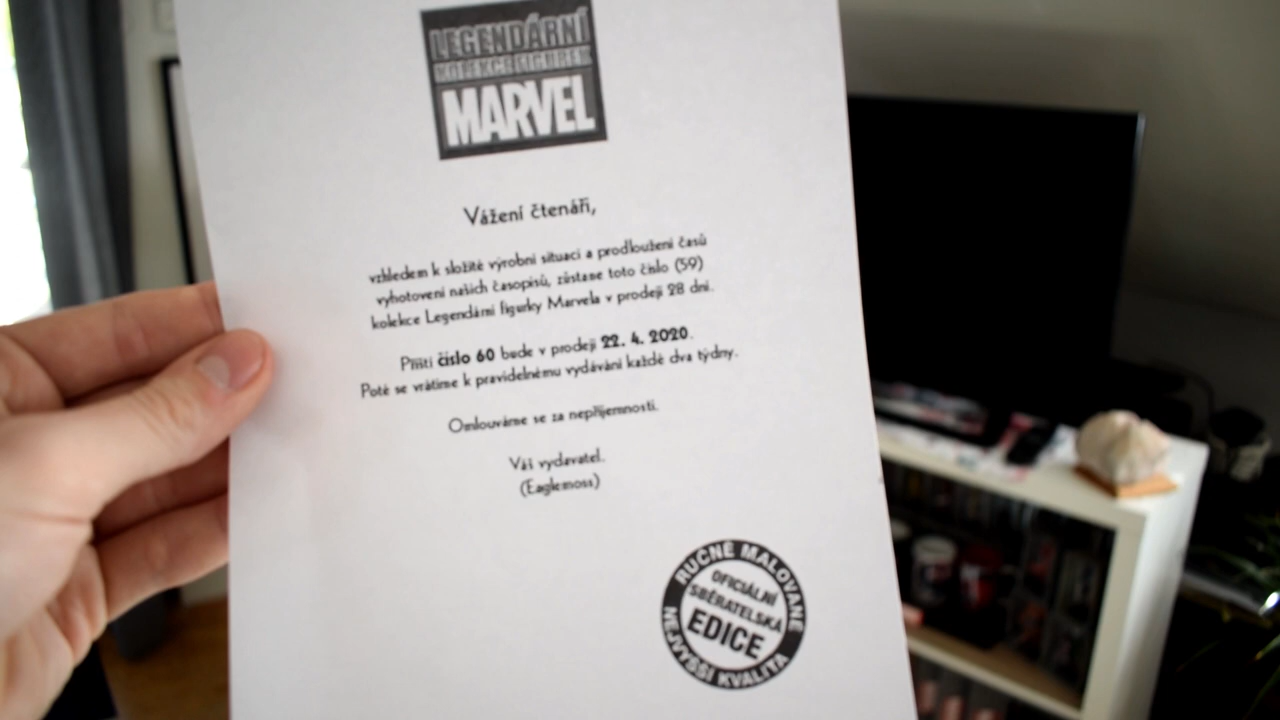 LEGENDÁRNÍ
KOLEKCE FIGUREK
MARVEL
Vážení čtenáři,
vzhledem k složité výrobní situaci a prodloužení časů
vyhotovení našich časopisů, zůstane toto číslo (59)
kolekce Legendární figurky Marvela v prodeji 28 dní.
Příští číslo 60 bude v prodeji 22. 4. 2020.
Poté se vrátíme k pravidelnému vydávání každé dva týdny.
Omlouváme se za nepříjemnosti.
Váš vydavatel.
(Eaglemoss)
RUČNĚ MALOVANÉ
OFICIÁLNÍ
SBĚRATELSKÁ
EDICE
NEJVYŠŠÍ KVALITA